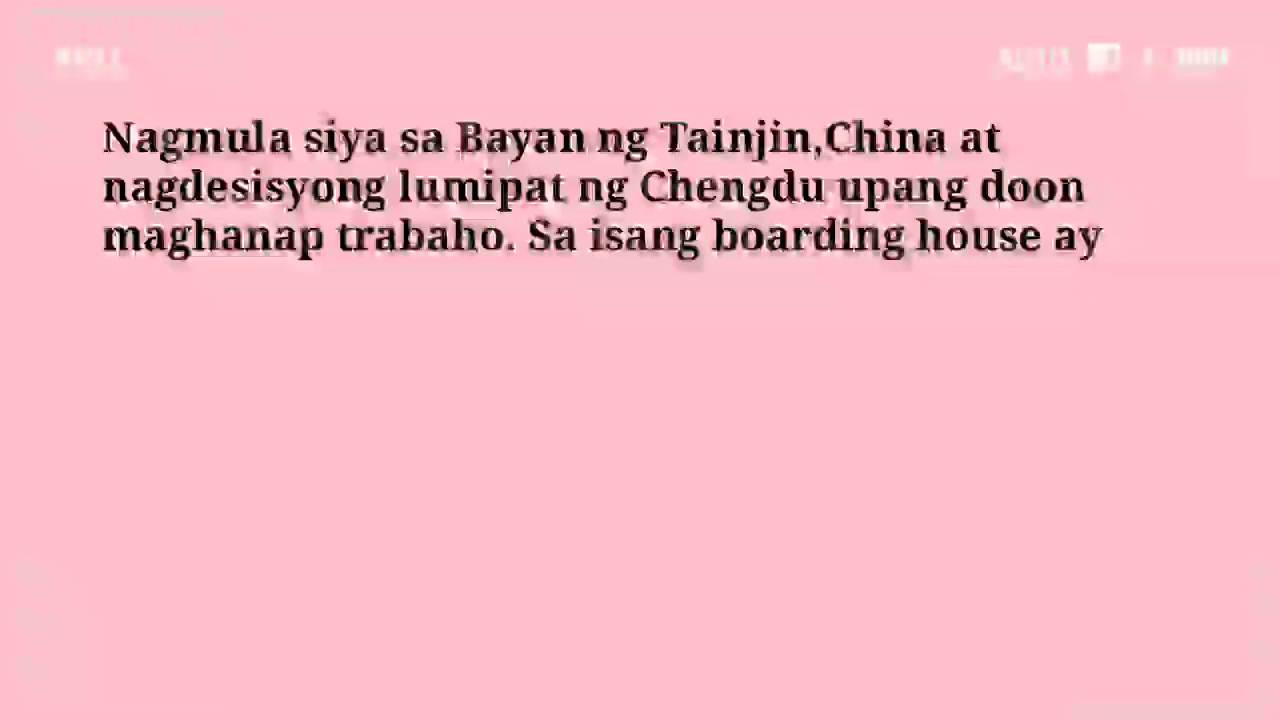 Nagmula siya sa Bayan ng Tainjin,China at
nagdesisyong lumipat ng Chengdu upang doon
maghanap trabaho. Sa isang boarding house ay